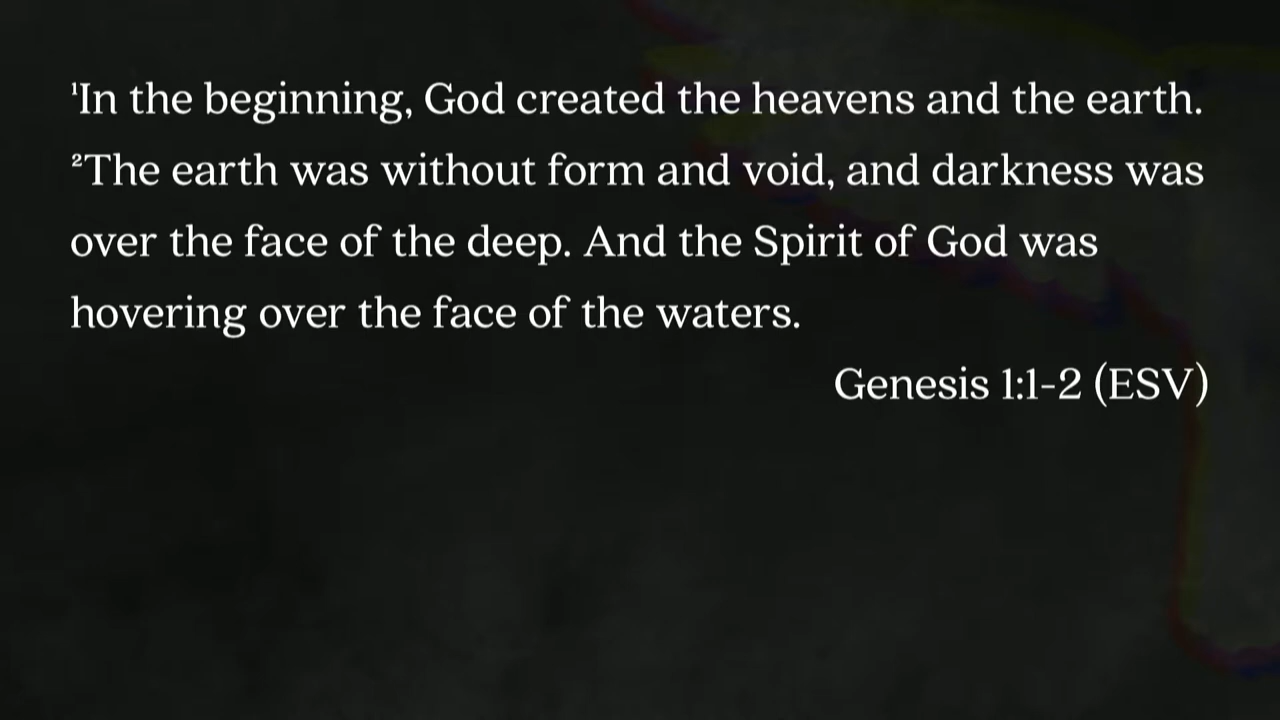 ¹In the beginning, God created the heavens and the earth.
²The earth was without form and void, and darkness was
over the face of the deep. And the Spirit of God was
hovering over the face of the waters.
Genesis 1:1-2 (ESV)